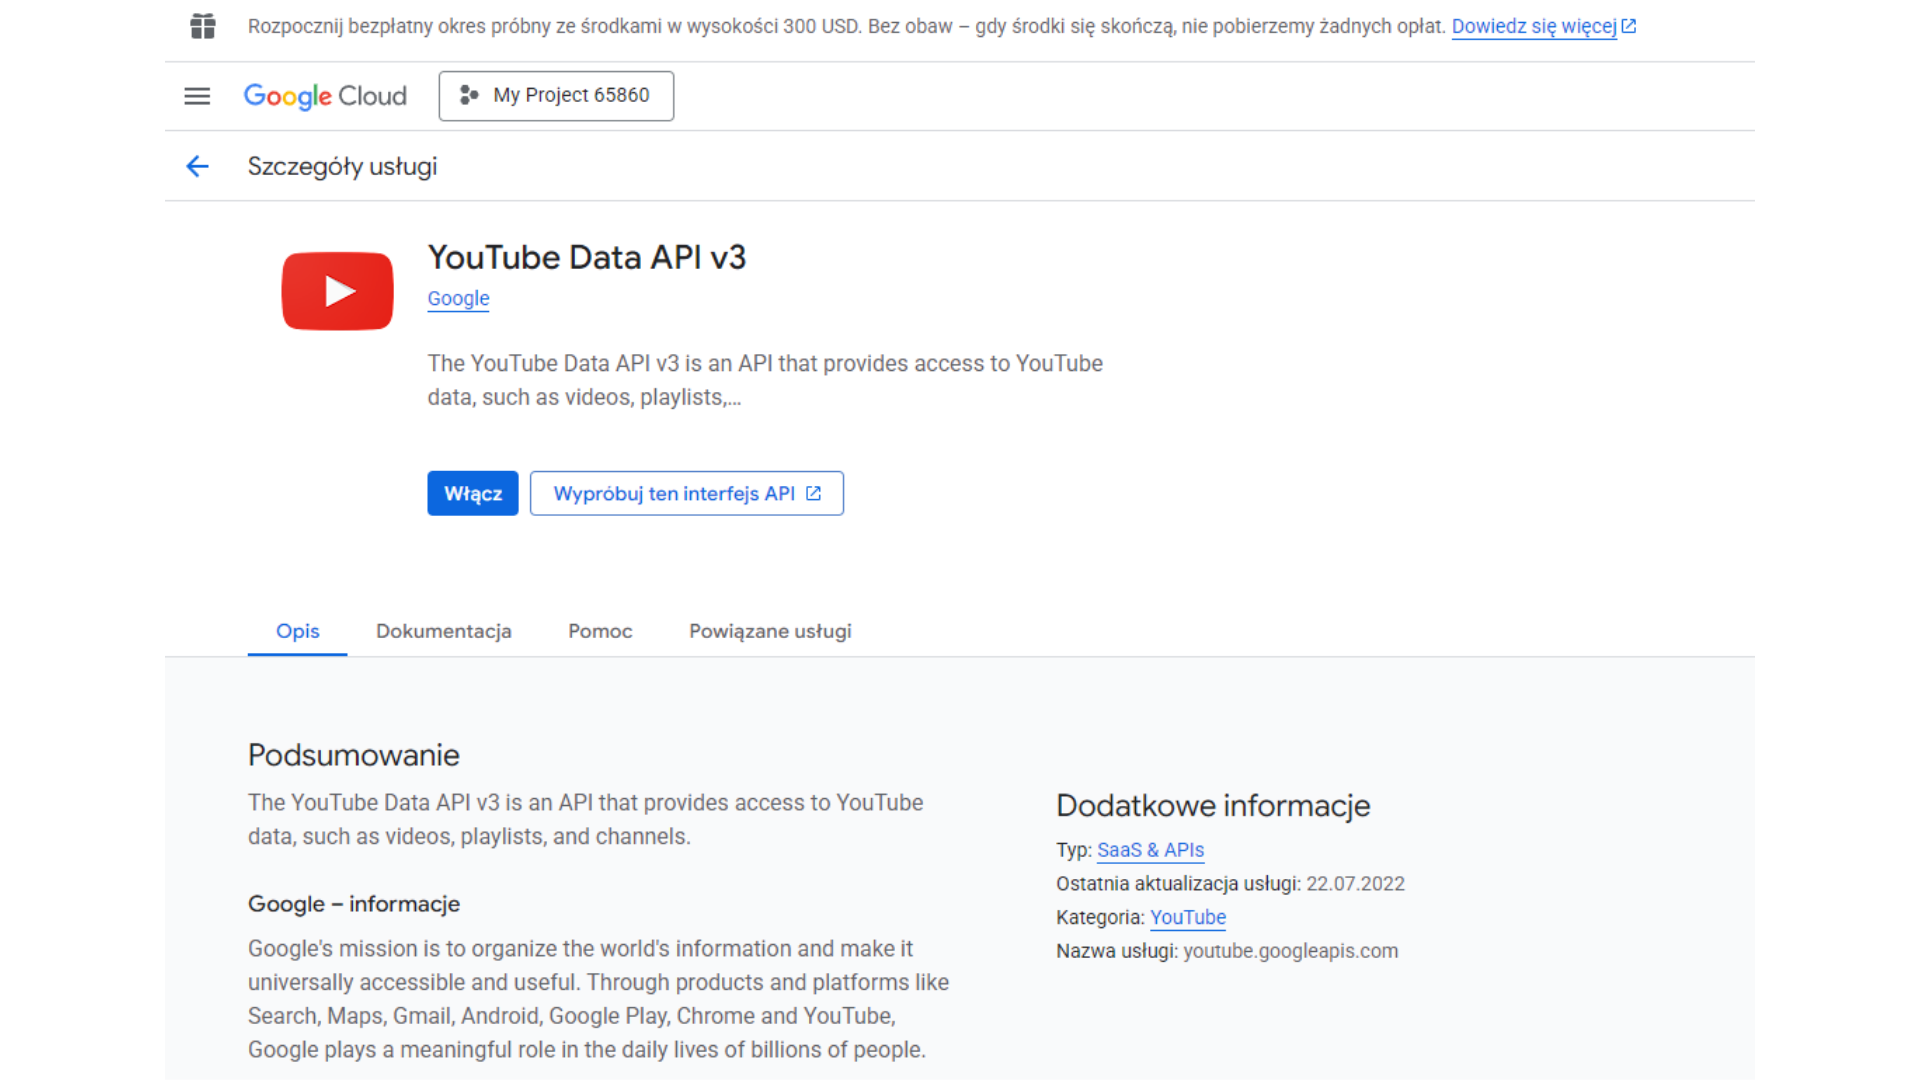 Rozpocznij bezpłatny okres próbny ze środkami w wysokości 300 USD. Bez obaw – gdy środki się skończą, nie pobierzemy żadnych opłat. Dowiedz się więcej
Google Cloud
My Project 65860
Szczegóły usługi
YouTube Data API v3
Google
The YouTube Data API v3 is an API that provides access to YouTube
data, such as videos, playlists,...
Włącz
Wypróbuj ten interfejs API
Opis
Dokumentacja
Pomoc
Powiązane usługi
Podsumowanie
The YouTube Data API v3 is an API that provides access to YouTube
data, such as videos, playlists, and channels.
Google – informacje
Google's mission is to organize the world's information and make it
universally accessible and useful. Through products and platforms like
Search, Maps, Gmail, Android, Google Play, Chrome and YouTube,
Google plays a meaningful role in the daily lives of billions of people.
Dodatkowe informacje
Typ: SaaS & APIs
Ostatnia aktualizacja usługi: 22.07.2022
Kategoria: YouTube
Nazwa usługi: youtube.googleapis.com